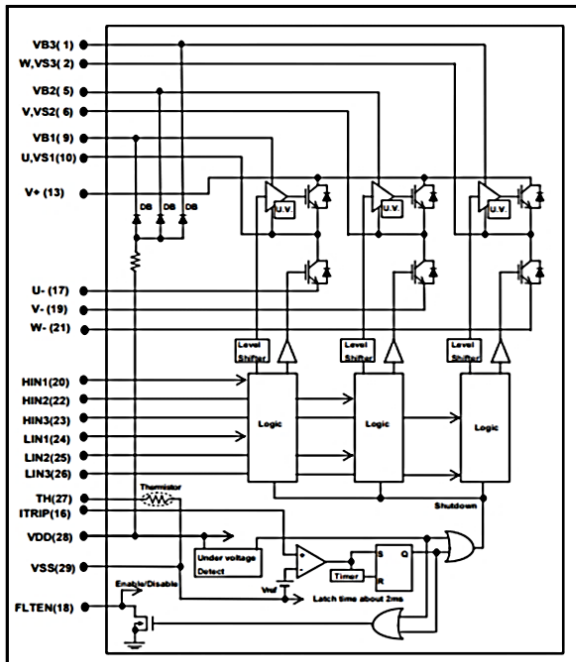 VB3( 1)
W,VS3( 2)
VB2( 5)
V,VS2( 6)
VB1( 9)
U,VS1(10)
V+ (13)
DB DB DB
U.V. U.V. U.V.
U- (17)
V- (19)
W- (21)
Level Shifter
Level Shifter
Level Shifter
HIN1(20)
HIN2(22)
HIN3(23)
LIN1(24)
LIN2(25)
LIN3(26)
Logic Logic Logic
Thermistor
TH(27)
ITRIP(16)
Shutdown
VDD(28)
Under voltage
Detect
+
-
S Q
Timer R
VSS(29)
Vref
Enable/Disable
Latch time about 2ms
FLTEN(18)